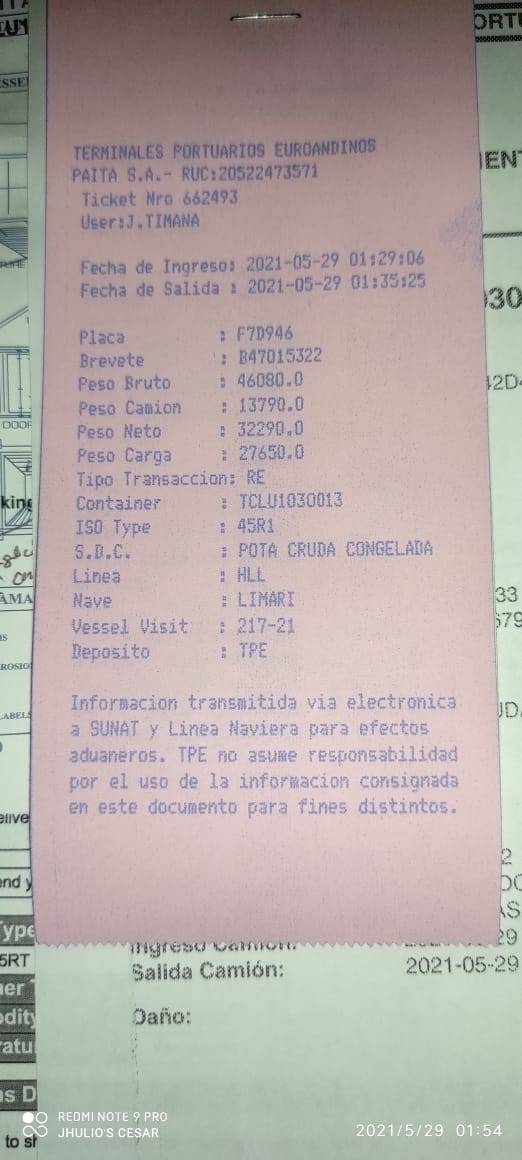 TERMINALES PORTUARIOS EUROANDINOS
PAITA S.A.- RUC:20522473571
Ticket Nro 662493
User:J.TIMANA
Fecha de Ingreso: 2021-05-29 01:29:06
Fecha de Salida : 2021-05-29 01:35:25
Placa : F7D946
Brevete : B47015322
Peso Bruto : 46080.0
Peso Camion : 13790.0
Peso Neto : 32290.0
Peso Carga : 27650.0
Tipo Transaccion: RE
Container : TCLU1030013
ISO Type : 45R1
S.D.C. : POTA CRUDA CONGELADA
Linea : HLL
Nave : LIMARI
Vessel Visit : 217-21
Deposito : TPE
Informacion transmitida via electronica
a SUNAT y Linea Naviera para efectos
aduaneros. TPE no asume responsabilidad
por el uso de la informacion consignada
en este documento para fines distintos.
Ingreso Camión:
Salida Camión: 2021-05-29
Daño:
REDMI NOTE 9 PRO
JHULIO'S CESAR
2021/5/29 01:54